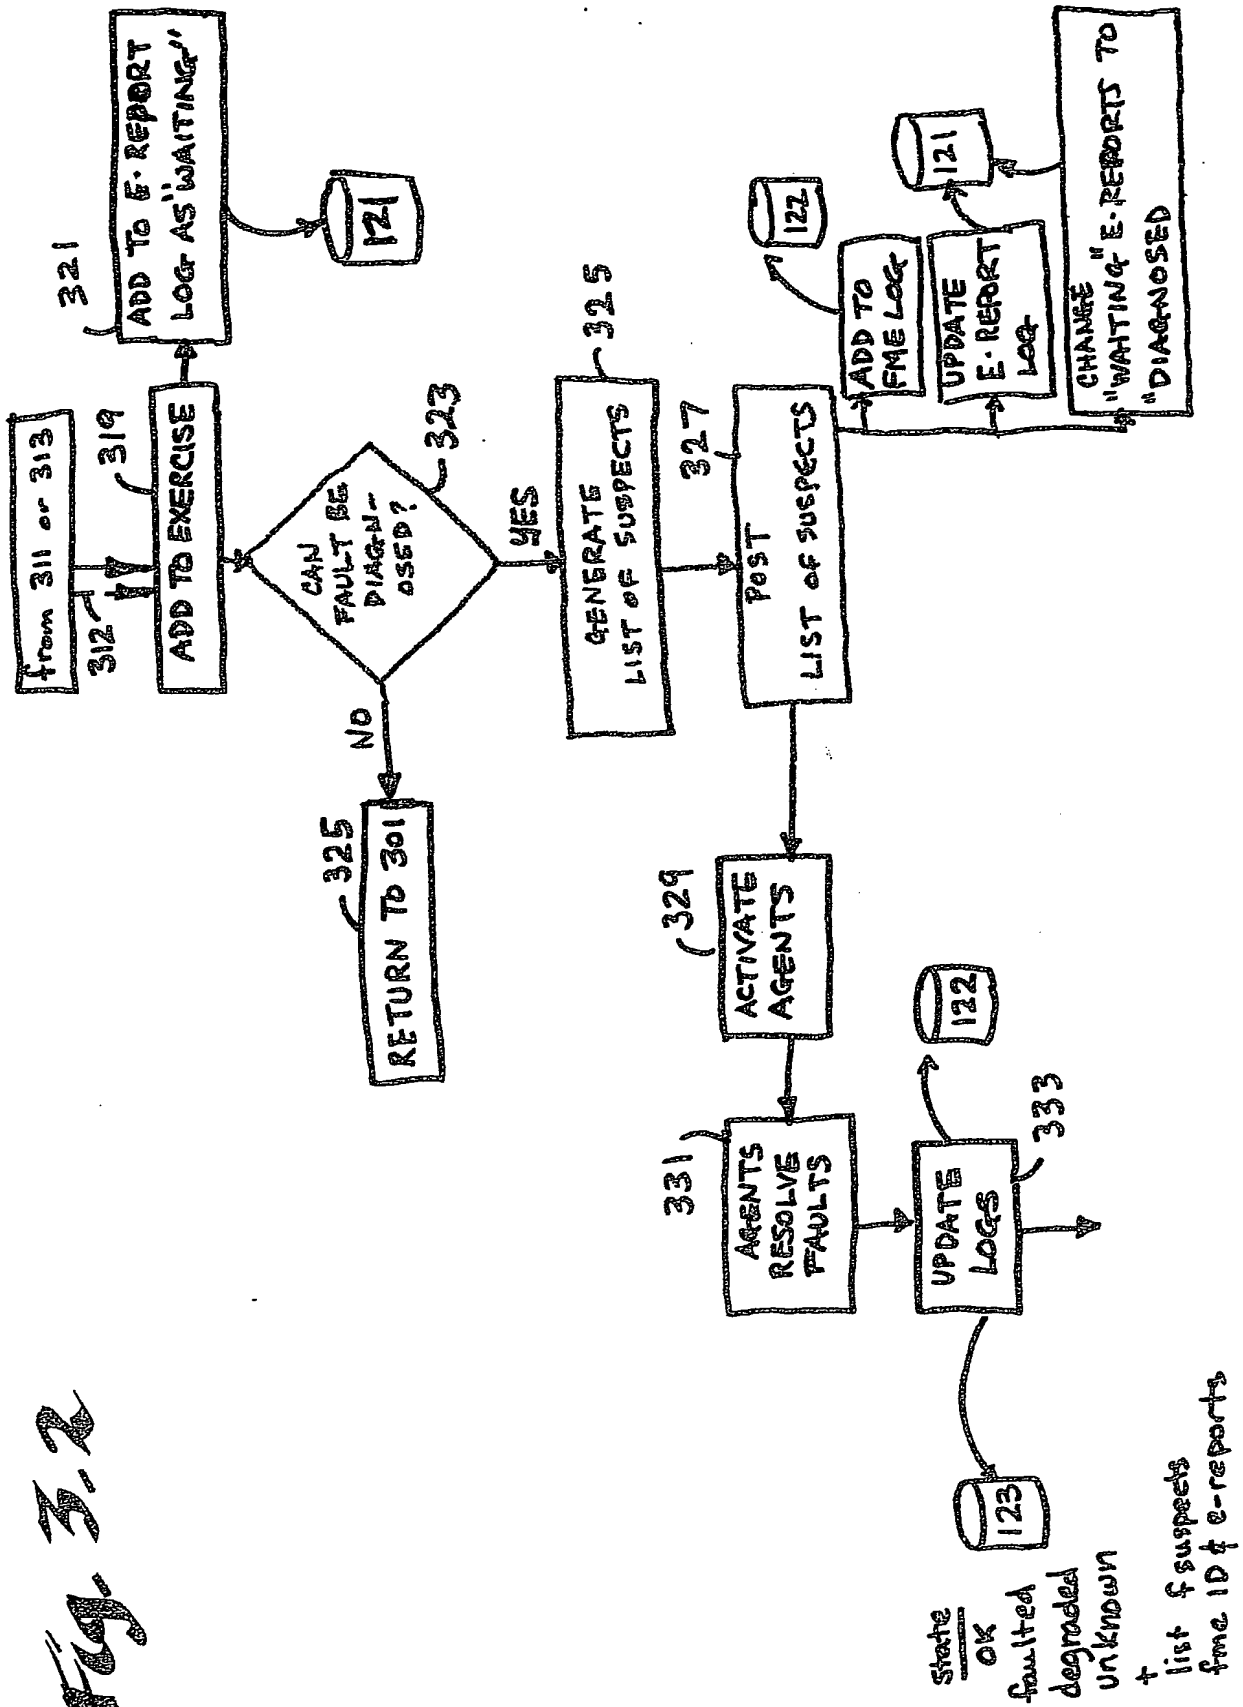 Fig. 3.2
from 311 or 313
312
319
ADD TO EXERCISE
321
ADD TO E·REPORT
LOG AS "WAITING"
121
323
CAN
FAULT BE
DIAGN-
OSED?
NO
325
RETURN TO 301
YES
325
GENERATE
LIST OF SUSPECTS
327
POST
LIST OF SUSPECTS
ADD TO
FME LOG
122
UPDATE
E·REPORT
LOG
121
CHANGE
"WAITING" E·REPORTS TO
"DIAGNOSED
329
ACTIVATE
AGENTS
331
AGENTS
RESOLVE
FAULTS
UPDATE
LOGS
333
122
123
State
OK
faulted
degraded
unknown
+
list f suspects
fme ID & e-reports